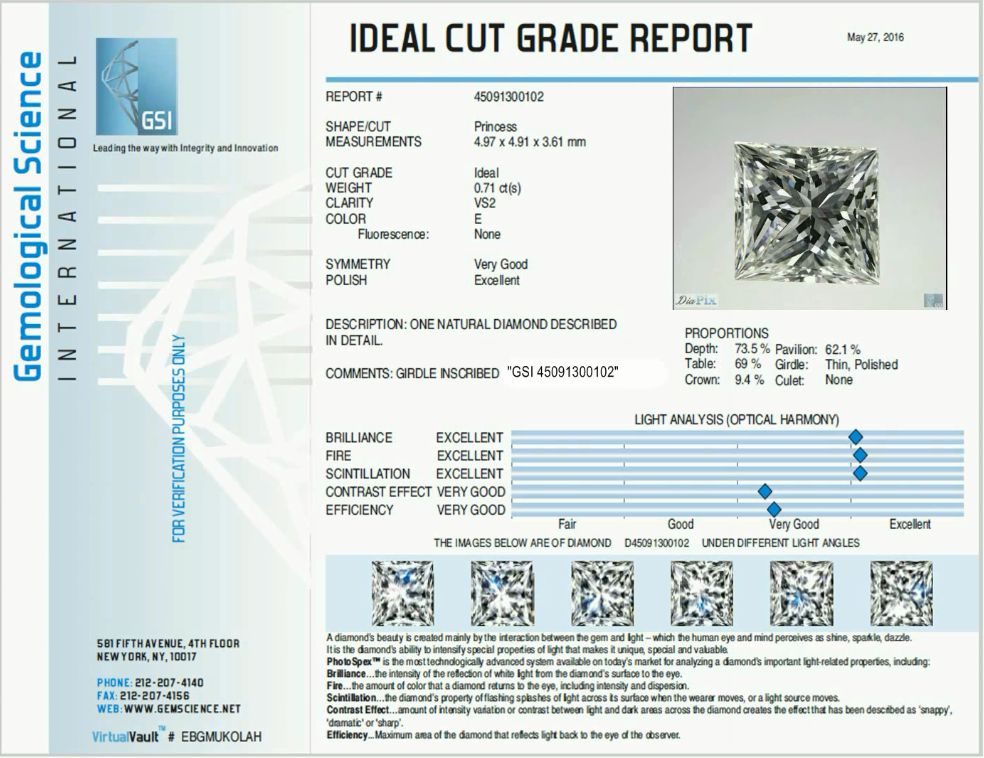 Gemological Science
INTERNATIONAL
GSI
Leading the way with Integrity and Innovation
FOR VERIFICATION PURPOSES ONLY
581 FIFTH AVENUE, 4TH FLOOR
NEW YORK, NY, 10017
PHONE: 212-207-4140
FAX: 212-207-4156
WEB: WWW.GEMSCIENCE.NET
VirtualVault™ # EBGMUKOLAH
IDEAL CUT GRADE REPORT
May 27, 2016
REPORT # 45091300102
SHAPE/CUT Princess
MEASUREMENTS 4.97 x 4.91 x 3.61 mm
CUT GRADE Ideal
WEIGHT 0.71 ct(s)
CLARITY VS2
COLOR E
Fluorescence: None
SYMMETRY Very Good
POLISH Excellent
DESCRIPTION: ONE NATURAL DIAMOND DESCRIBED
IN DETAIL.
COMMENTS: GIRDLE INSCRIBED "GSI 45091300102"
DiaPix
PROPORTIONS
Depth: 73.5 % Pavilion: 62.1 %
Table: 69 % Girdle: Thin, Polished
Crown: 9.4 % Culet: None
LIGHT ANALYSIS (OPTICAL HARMONY)
BRILLIANCE EXCELLENT
FIRE EXCELLENT
SCINTILLATION EXCELLENT
CONTRAST EFFECT VERY GOOD
EFFICIENCY VERY GOOD
Fair Good Very Good Excellent
THE IMAGES BELOW ARE OF DIAMOND D45091300102 UNDER DIFFERENT LIGHT ANGLES
A diamond's beauty is created mainly by the interaction between the gem and light – which the human eye and mind perceives as shine, sparkle, dazzle.
It is the diamond's ability to intensify special properties of light that makes it unique, special and valuable.
PhotoSpex™ is the most technologically advanced system available on today's market for analyzing a diamond's important light-related properties, including:
Brilliance...the intensity of the reflection of white light from the diamond's surface to the eye.
Fire...the amount of color that a diamond returns to the eye, including intensity and dispersion.
Scintillation...the diamond's property of flashing splashes of light across its surface when the wearer moves, or a light source moves.
Contrast Effect...amount of intensity variation or contrast between light and dark areas across the diamond creates the effect that has been described as 'snappy',
'dramatic' or 'sharp'.
Efficiency...Maximum area of the diamond that reflects light back to the eye of the observer.